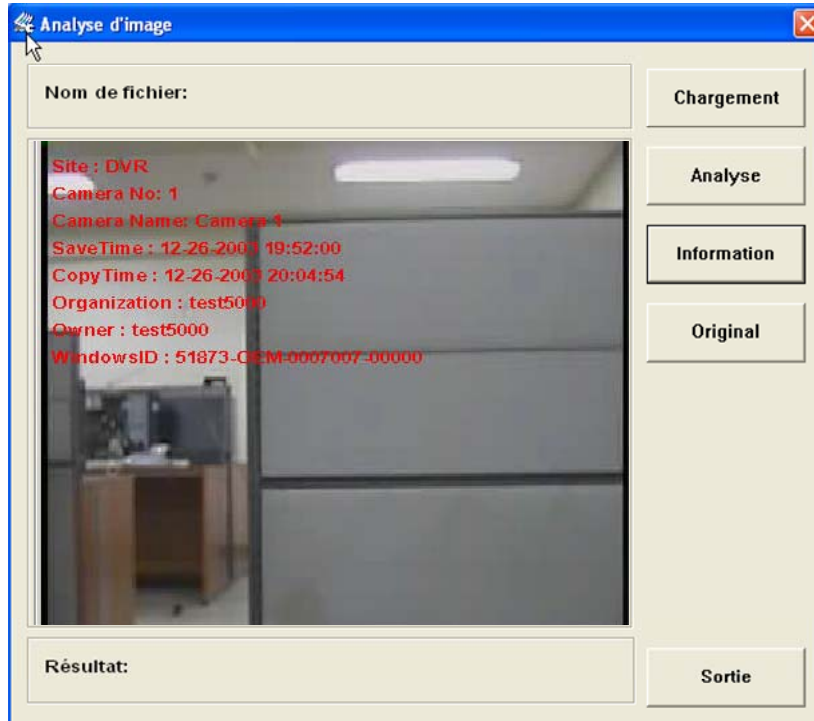 Analyse d'image
Nom de fichier:
Chargement
Site : DVR
Camera No: 1
Camera Name: Camera 1
SaveTime : 12-26-2003 19:52:00
CopyTime : 12-26-2003 20:04:54
Organization : test5000
Owner : test5000
WindowsID : 51873-OEM-0007007-00000
Analyse
Information
Original
Résultat:
Sortie